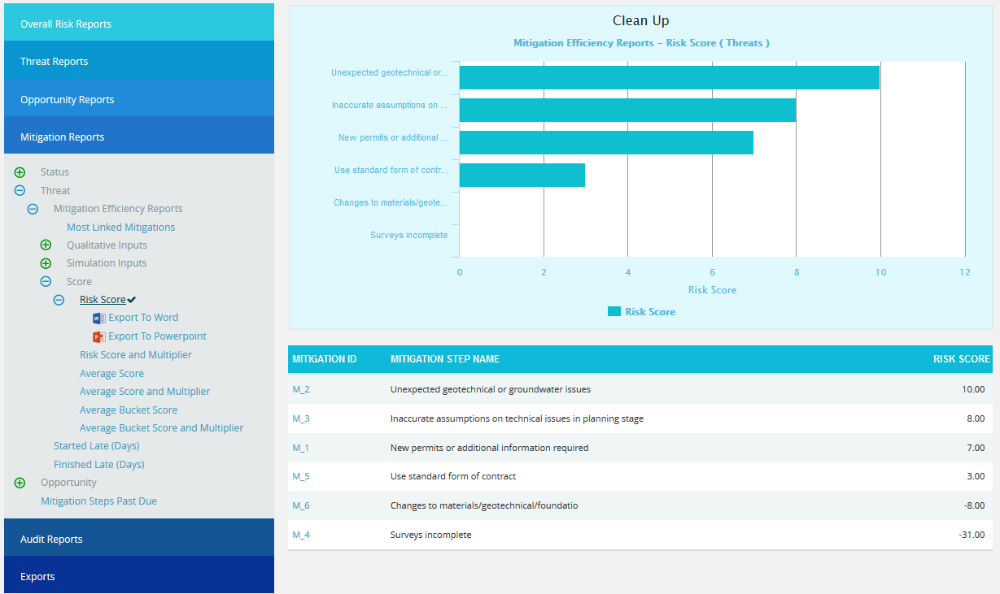 Overall Risk Reports
Threat Reports
Opportunity Reports
Mitigation Reports
Status
Threat
Mitigation Efficiency Reports
Most Linked Mitigations
Qualitative Inputs
Simulation Inputs
Score
Risk Score
Export To Word
Export To Powerpoint
Risk Score and Multiplier
Average Score
Average Score and Multiplier
Average Bucket Score
Average Bucket Score and Multiplier
Started Late (Days)
Finished Late (Days)
Opportunity
Mitigation Steps Past Due
Audit Reports
Exports
Clean Up
Mitigation Efficiency Reports – Risk Score ( Threats )
Unexpected geotechnical or...
Inaccurate assumptions on ...
New permits or additional ...
Use standard form of contr...
Changes to materials/geote...
Surveys incomplete
0 2 4 6 8 10 12
Risk Score
Risk Score
MITIGATION ID MITIGATION STEP NAME RISK SCORE
M_2 Unexpected geotechnical or groundwater issues 10.00
M_3 Inaccurate assumptions on technical issues in planning stage 8.00
M_1 New permits or additional information required 7.00
M_5 Use standard form of contract 3.00
M_6 Changes to materials/geotechnical/foundatio -8.00
M_4 Surveys incomplete -31.00